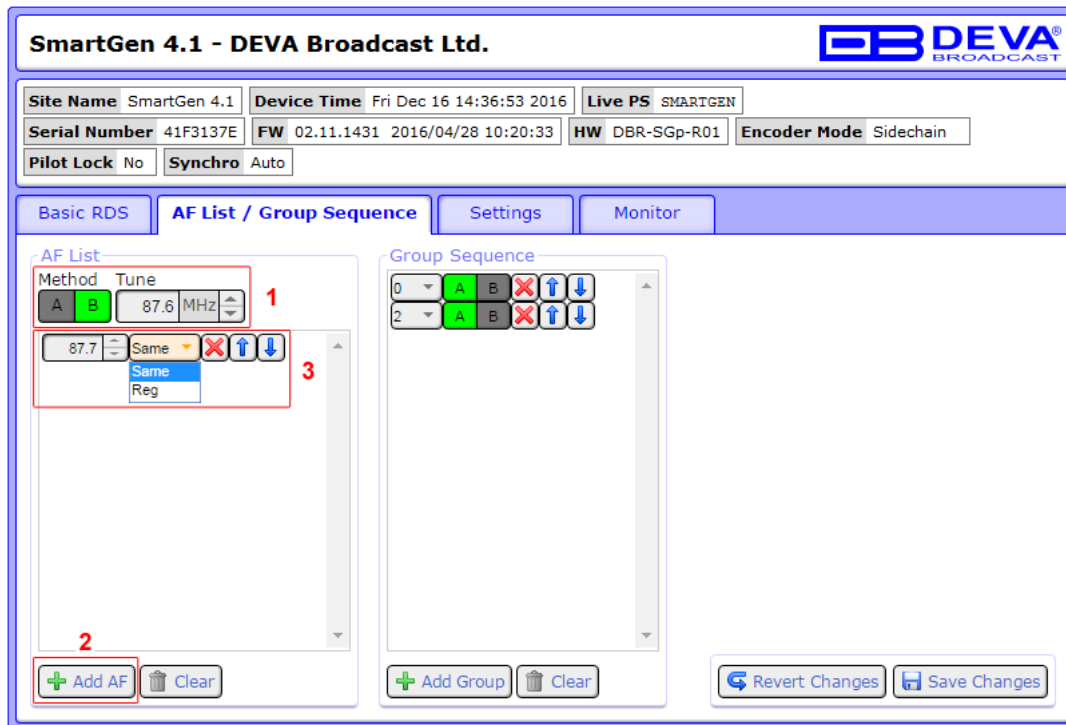 SmartGen 4.1 - DEVA Broadcast Ltd.
DB DEVA®
BROADCAST
Site Name SmartGen 4.1 Device Time Fri Dec 16 14:36:53 2016 Live PS SMARTGEN
Serial Number 41F3137E FW 02.11.1431 2016/04/28 10:20:33 HW DBR-SGp-R01 Encoder Mode Sidechain
Pilot Lock No Synchro Auto
Basic RDS AF List / Group Sequence Settings Monitor
AF List
Method Tune
A B 87.6 MHz 1
87.7 Same
Same
Reg
3
2
Add AF Clear
Group Sequence
0 A B
2 A B
Add Group Clear
Revert Changes Save Changes